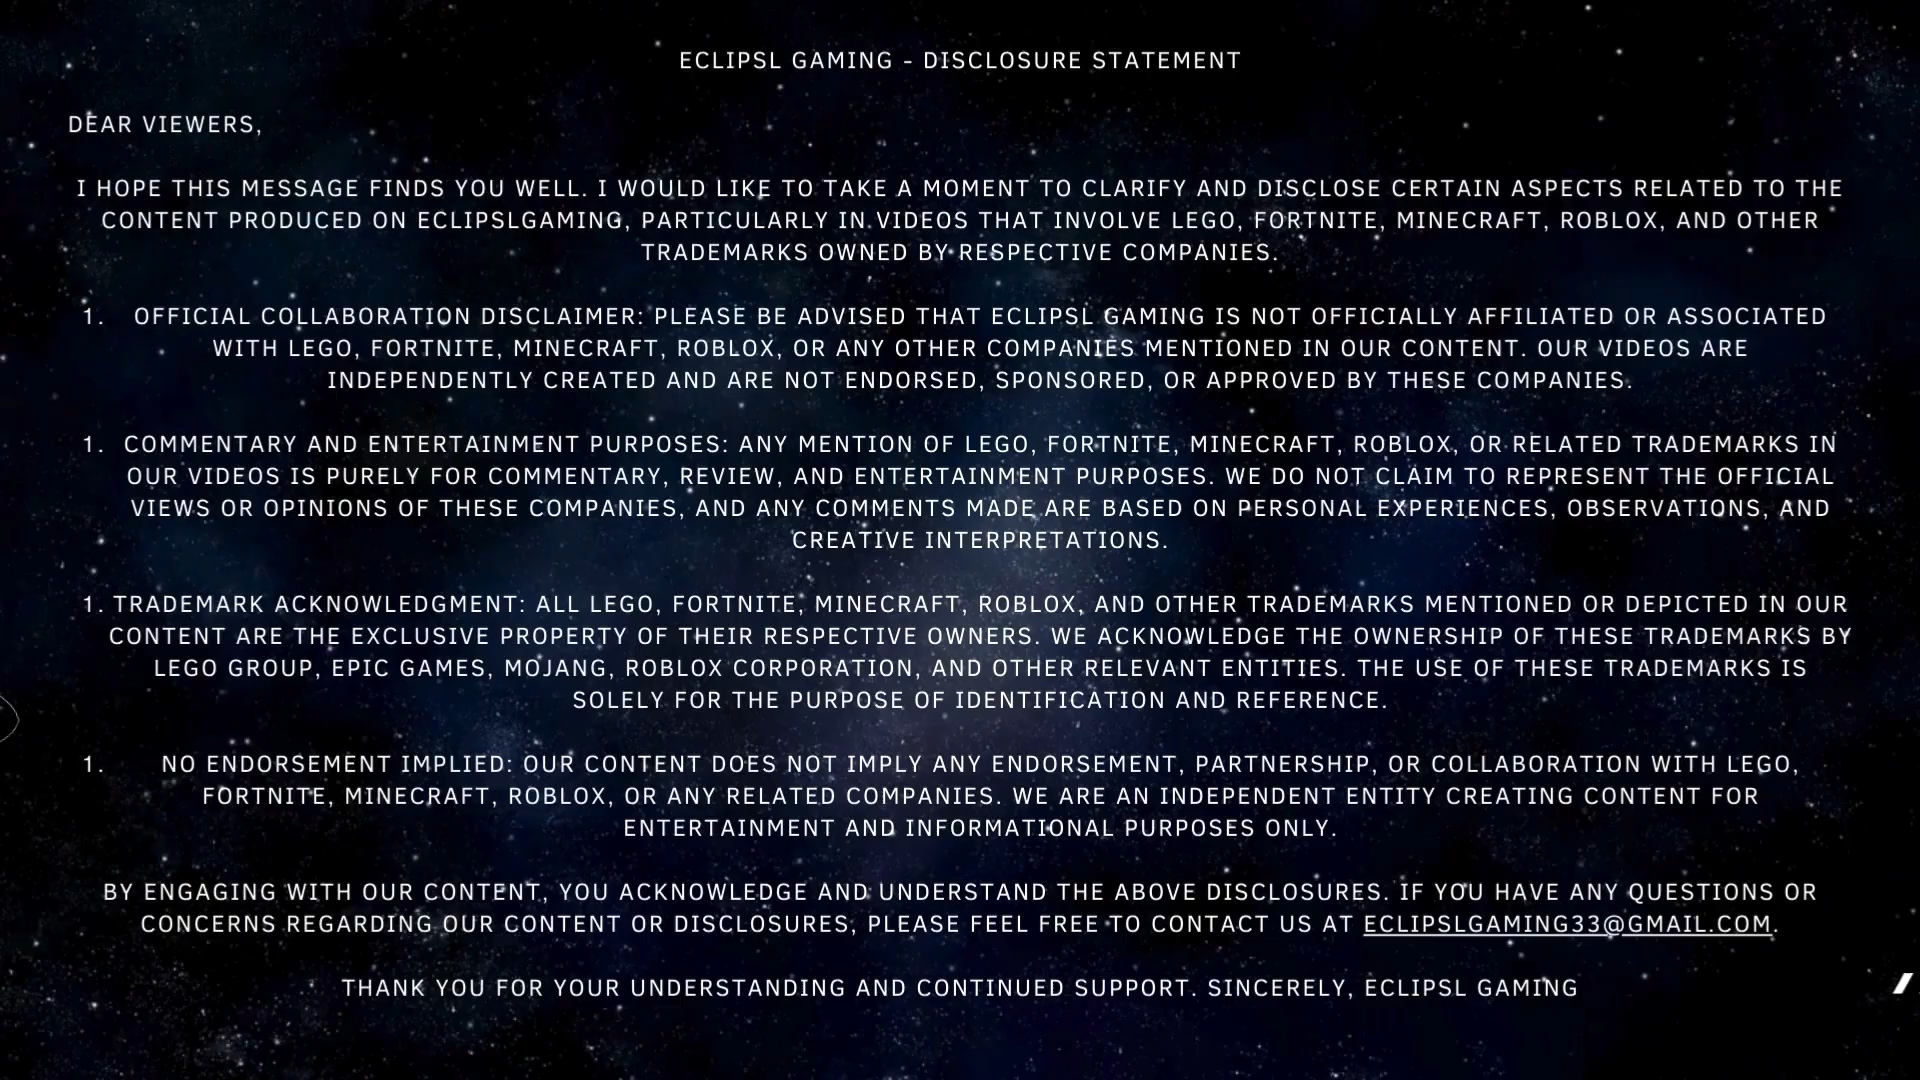 ECLIPSL GAMING - DISCLOSURE STATEMENT
DEAR VIEWERS,
I HOPE THIS MESSAGE FINDS YOU WELL. I WOULD LIKE TO TAKE A MOMENT TO CLARIFY AND DISCLOSE CERTAIN ASPECTS RELATED TO THE
CONTENT PRODUCED ON ECLIPSLGAMING, PARTICULARLY IN VIDEOS THAT INVOLVE LEGO, FORTNITE, MINECRAFT, ROBLOX, AND OTHER
TRADEMARKS OWNED BY RESPECTIVE COMPANIES.
1. OFFICIAL COLLABORATION DISCLAIMER: PLEASE BE ADVISED THAT ECLIPSL GAMING IS NOT OFFICIALLY AFFILIATED OR ASSOCIATED
WITH LEGO, FORTNITE, MINECRAFT, ROBLOX, OR ANY OTHER COMPANIES MENTIONED IN OUR CONTENT. OUR VIDEOS ARE
INDEPENDENTLY CREATED AND ARE NOT ENDORSED, SPONSORED, OR APPROVED BY THESE COMPANIES.
1. COMMENTARY AND ENTERTAINMENT PURPOSES: ANY MENTION OF LEGO, FORTNITE, MINECRAFT, ROBLOX, OR RELATED TRADEMARKS IN
OUR VIDEOS IS PURELY FOR COMMENTARY, REVIEW, AND ENTERTAINMENT PURPOSES. WE DO NOT CLAIM TO REPRESENT THE OFFICIAL
VIEWS OR OPINIONS OF THESE COMPANIES, AND ANY COMMENTS MADE ARE BASED ON PERSONAL EXPERIENCES, OBSERVATIONS, AND
CREATIVE INTERPRETATIONS.
1. TRADEMARK ACKNOWLEDGMENT: ALL LEGO, FORTNITE, MINECRAFT, ROBLOX, AND OTHER TRADEMARKS MENTIONED OR DEPICTED IN OUR
CONTENT ARE THE EXCLUSIVE PROPERTY OF THEIR RESPECTIVE OWNERS. WE ACKNOWLEDGE THE OWNERSHIP OF THESE TRADEMARKS BY
LEGO GROUP, EPIC GAMES, MOJANG, ROBLOX CORPORATION, AND OTHER RELEVANT ENTITIES. THE USE OF THESE TRADEMARKS IS
SOLELY FOR THE PURPOSE OF IDENTIFICATION AND REFERENCE.
1. NO ENDORSEMENT IMPLIED: OUR CONTENT DOES NOT IMPLY ANY ENDORSEMENT, PARTNERSHIP, OR COLLABORATION WITH LEGO,
FORTNITE, MINECRAFT, ROBLOX, OR ANY RELATED COMPANIES. WE ARE AN INDEPENDENT ENTITY CREATING CONTENT FOR
ENTERTAINMENT AND INFORMATIONAL PURPOSES ONLY.
BY ENGAGING WITH OUR CONTENT, YOU ACKNOWLEDGE AND UNDERSTAND THE ABOVE DISCLOSURES. IF YOU HAVE ANY QUESTIONS OR
CONCERNS REGARDING OUR CONTENT OR DISCLOSURES, PLEASE FEEL FREE TO CONTACT US AT ECLIPSLGAMING33@GMAIL.COM.
THANK YOU FOR YOUR UNDERSTANDING AND CONTINUED SUPPORT. SINCERELY, ECLIPSL GAMING